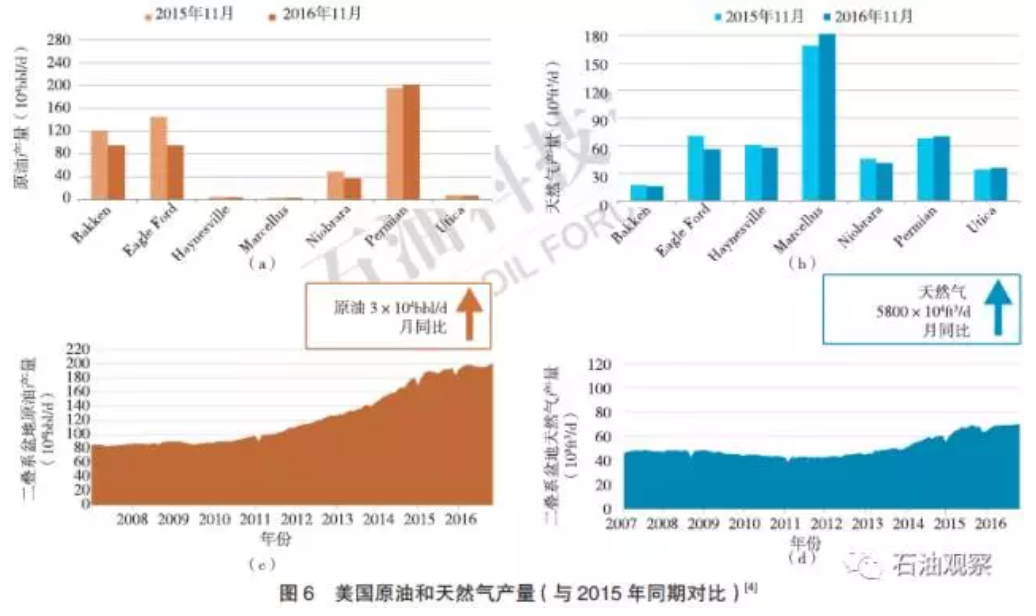 2015年11月 2016年11月
原油产量（10⁴bbl/d）
280
240
200
160
120
80
40
0
Bakken
Eagle Ford
Haynesville
Marcellus
Niobrara
Permian
Utica
（a）
2015年11月 2016年11月
天然气产量（10⁸ft³/d）
180
150
120
90
60
30
0
Bakken
Eagle Ford
Haynesville
Marcellus
Niobrara
Permian
Utica
（b）
石油科技
OIL FORU
原油 3×10⁴bbl/d
月同比
天然气
5800×10⁴ft³/d
月同比
二叠系盆地原油产量
（10⁴bbl/d）
220
200
180
160
140
120
100
80
60
40
20
0
2008 2009 2010 2011 2012 2013 2014 2015 2016
年份
（c）
二叠系盆地天然气产量
（10⁸ft³/d）
120
100
80
60
40
20
0
2007 2008 2009 2010 2011 2012 2013 2014 2015 2016
年份
（d）
石油观察
图6 美国原油和天然气产量（与2015年同期对比）[4]